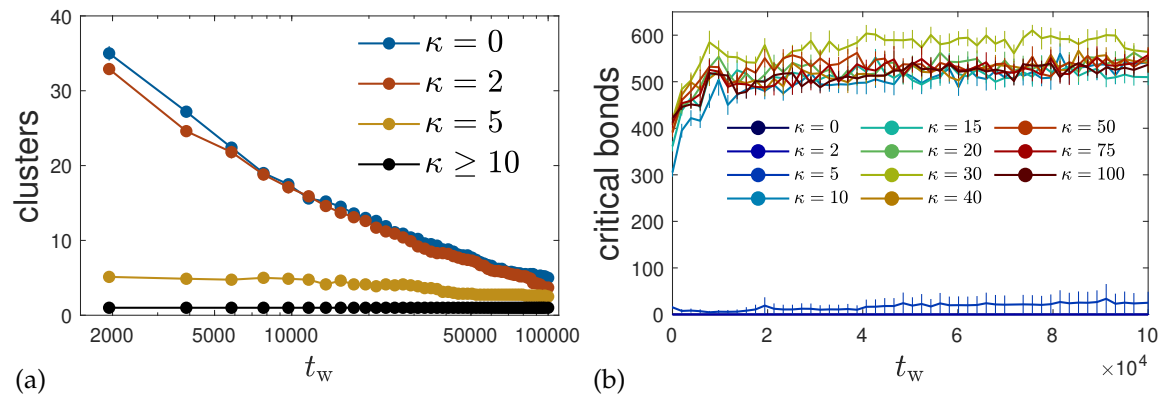 40
30
20
10
0
clusters
2000
5000
10000
50000
100000
t_w
κ = 0
κ = 2
κ = 5
κ ≥ 10
(a)
600
500
400
300
200
100
0
critical bonds
0
2
4
6
8
10
×10⁴
t_w
κ = 0
κ = 2
κ = 5
κ = 10
κ = 15
κ = 20
κ = 30
κ = 40
κ = 50
κ = 75
κ = 100
(b)